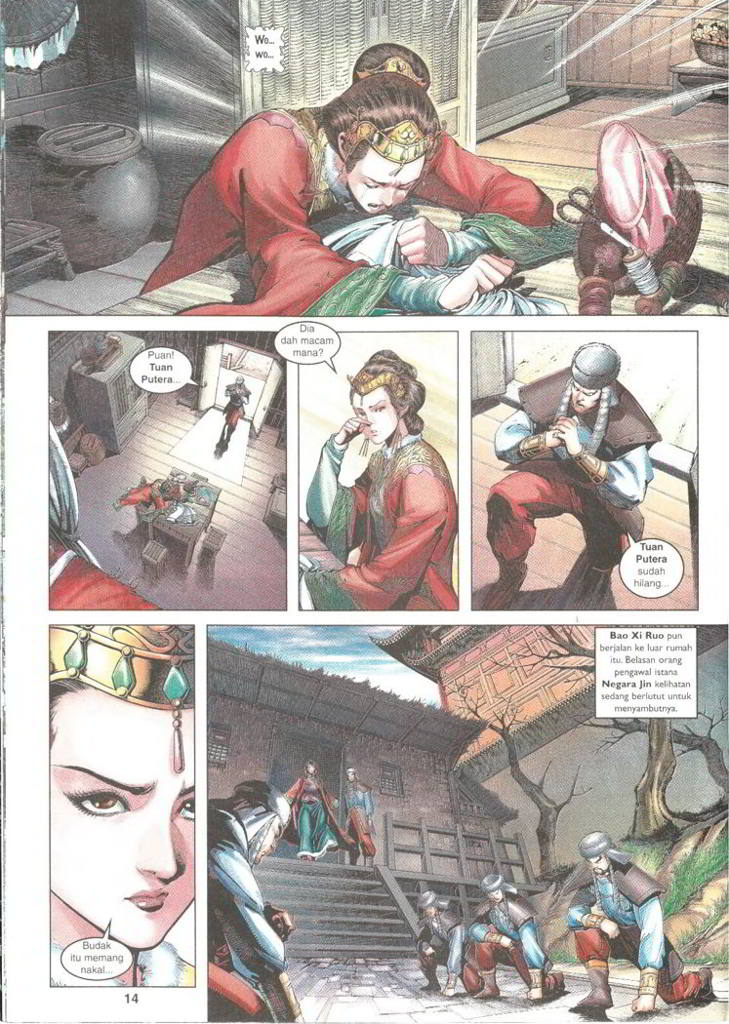 Wo...
wo...
Puan!
Tuan
Putera...
Dia
dah macam
mana?
Tuan
Putera
sudah
hilang...
Budak
itu memang
nakal...
Bao Xi Ruo pun
berjalan ke luar rumah
itu. Belasan orang
pengawal istana
Negara Jin kelihatan
sedang berlutut untuk
menyambutnya.
14